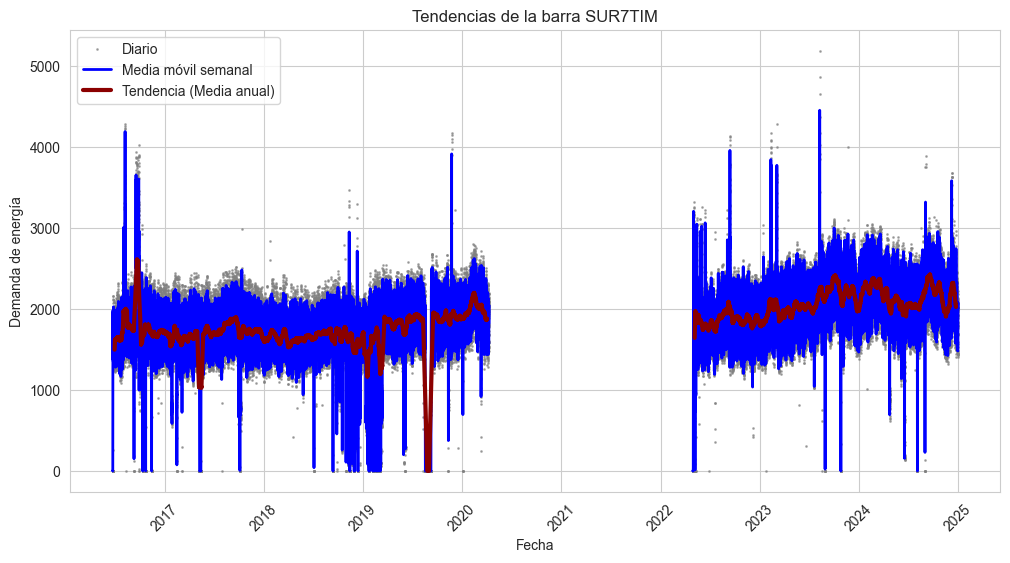 Tendencias de la barra SUR7TIM
Diario
Media móvil semanal
Tendencia (Media anual)
Demanda de energía
5000
4000
3000
2000
1000
0
2017
2018
2019
2020
2021
2022
2023
2024
2025
Fecha